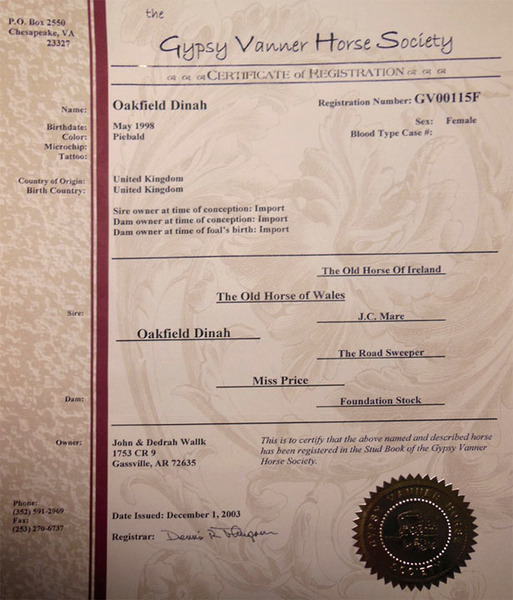 P.O. Box 2550
Chesapeake, VA
23327
the
Gypsy Vanner Horse Society
CERTIFICATE of REGISTRATION
Name: Oakfield Dinah Registration Number: GV00115F
Birthdate: May 1998 Sex: Female
Color: Piebald Blood Type Case #:
Microchip:
Tattoo:
Country of Origin: United Kingdom
Birth Country: United Kingdom
Sire owner at time of conception: Import
Dam owner at time of conception: Import
Dam owner at time of foal's birth: Import
The Old Horse Of Ireland
The Old Horse of Wales
Sire: J.C. Mare
Oakfield Dinah
The Road Sweeper
Miss Price
Dam: Foundation Stock
Owner: John & Dedrah Wallk
1753 CR 9
Gassville, AR 72635
This is to certify that the above named and described horse
has been registered in the Stud Book of the Gypsy Vanner
Horse Society.
Phone:
(352) 591-2969
Fax:
(253) 270-6737
Date Issued: December 1, 2003
Registrar:
GYPSY VANNER HORSE
SOCIETY